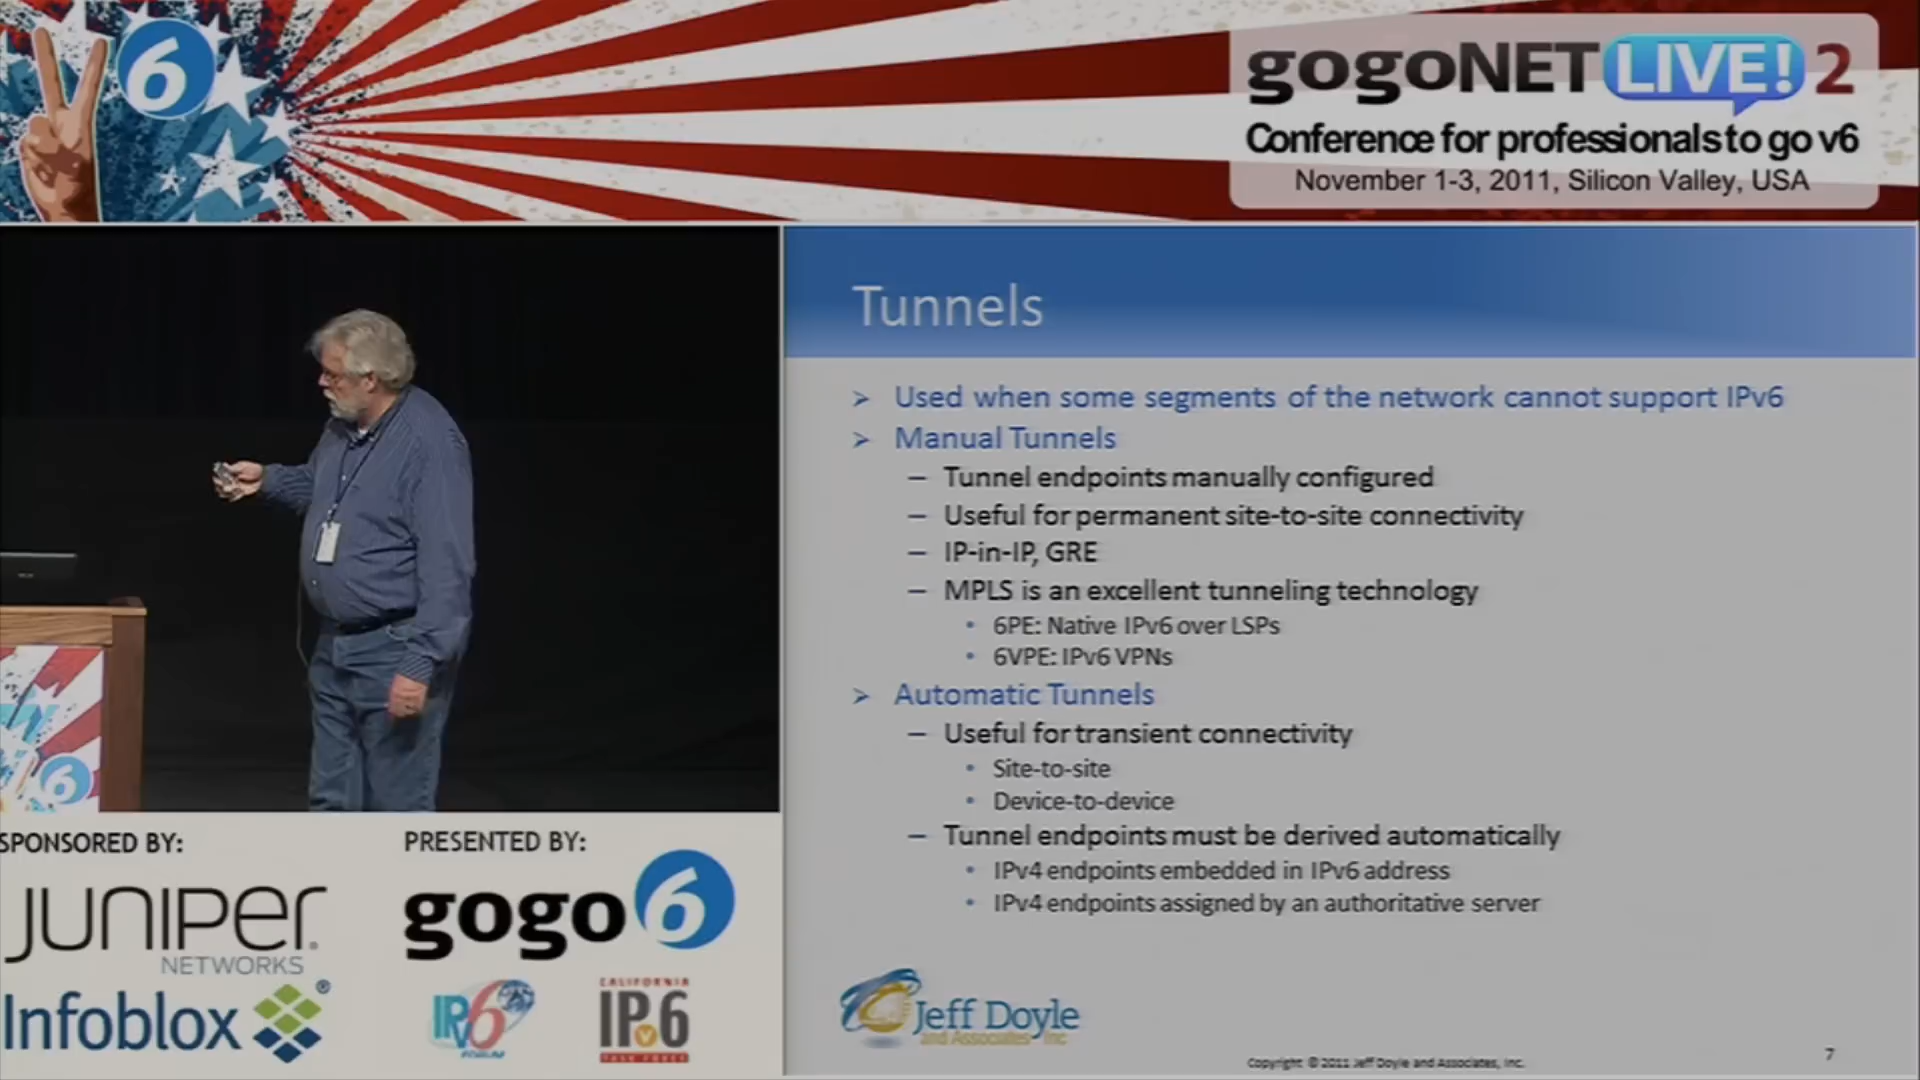 6
gogoNET LIVE! 2
Conference for professionals to go v6
November 1-3, 2011, Silicon Valley, USA
Tunnels
➢ Used when some segments of the network cannot support IPv6
➢ Manual Tunnels
– Tunnel endpoints manually configured
– Useful for permanent site-to-site connectivity
– IP-in-IP, GRE
– MPLS is an excellent tunneling technology
• 6PE: Native IPv6 over LSPs
• 6VPE: IPv6 VPNs
➢ Automatic Tunnels
– Useful for transient connectivity
• Site-to-site
• Device-to-device
– Tunnel endpoints must be derived automatically
• IPv4 endpoints embedded in IPv6 address
• IPv4 endpoints assigned by an authoritative server
Jeff Doyle
and Associates, Inc
Copyright © 2011 Jeff Doyle and Associates, Inc.
7
6
SPONSORED BY:
JUNIPER
NETWORKS
Infoblox
PRESENTED BY:
gogo6
IPv6
FORUM
CALIFORNIA
IPv6
TASK FORCE